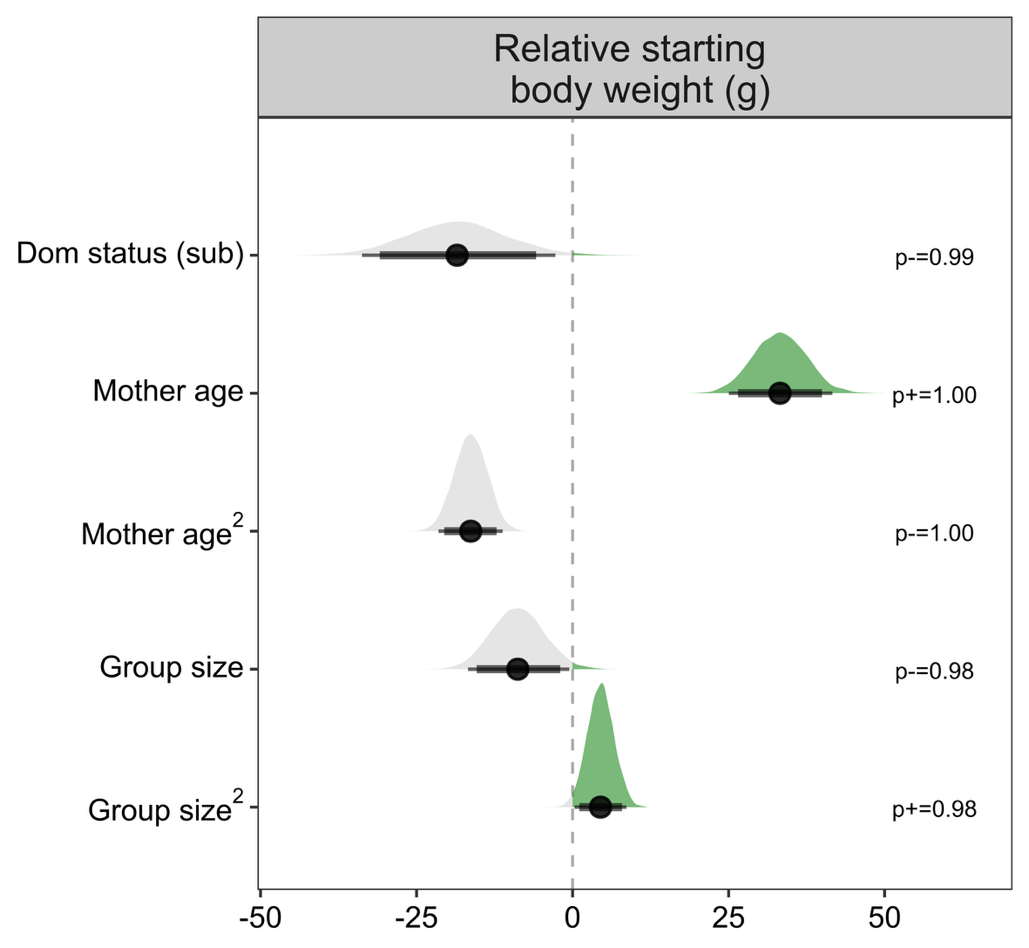 Relative starting
body weight (g)
Dom status (sub) p-=0.99
Mother age p+=1.00
Mother age² p-=1.00
Group size p-=0.98
Group size² p+=0.98
-50 -25 0 25 50